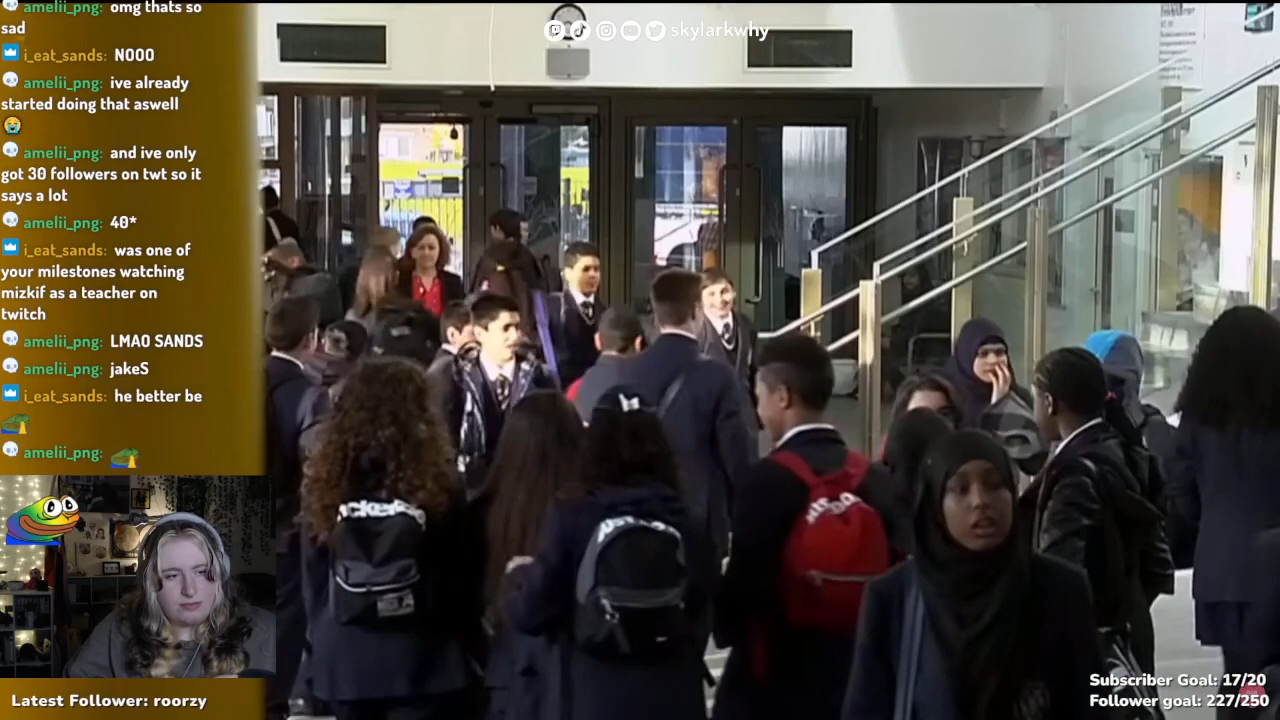 amelii_png: omg thats so
sad
i_eat_sands: NOOO
amelii_png: ive already
started doing that aswell
amelii_png: and ive only
got 30 followers on twt so it
says a lot
amelii_png: 40*
i_eat_sands: was one of
your milestones watching
mizkif as a teacher on
twitch
amelii_png: LMAO SANDS
amelii_png: jakeS
i_eat_sands: he better be
amelii_png:
Latest Follower: roorzy
skylarkwhy
Subscriber Goal: 17/20
Follower goal: 227/250